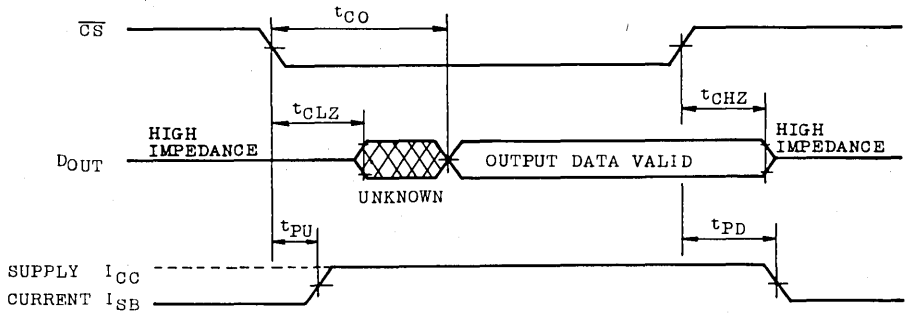 tCO
CS
tCHZ
tCLZ
HIGH
IMPEDANCE
HIGH
IMPEDANCE
DOUT
OUTPUT DATA VALID
UNKNOWN
tPU
tPD
SUPPLY ICC
CURRENT ISB